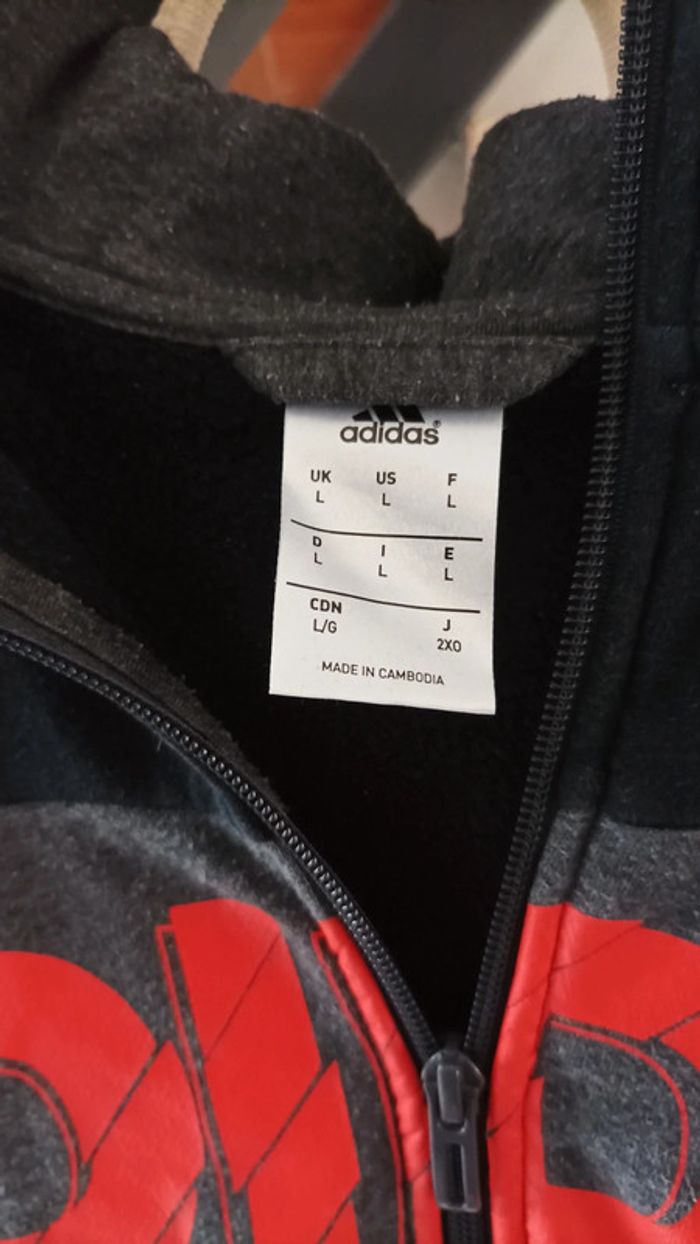 adidas®
UK US F
L L L
D I E
L L L
CDN J
L/G 2XO
MADE IN CAMBODIA